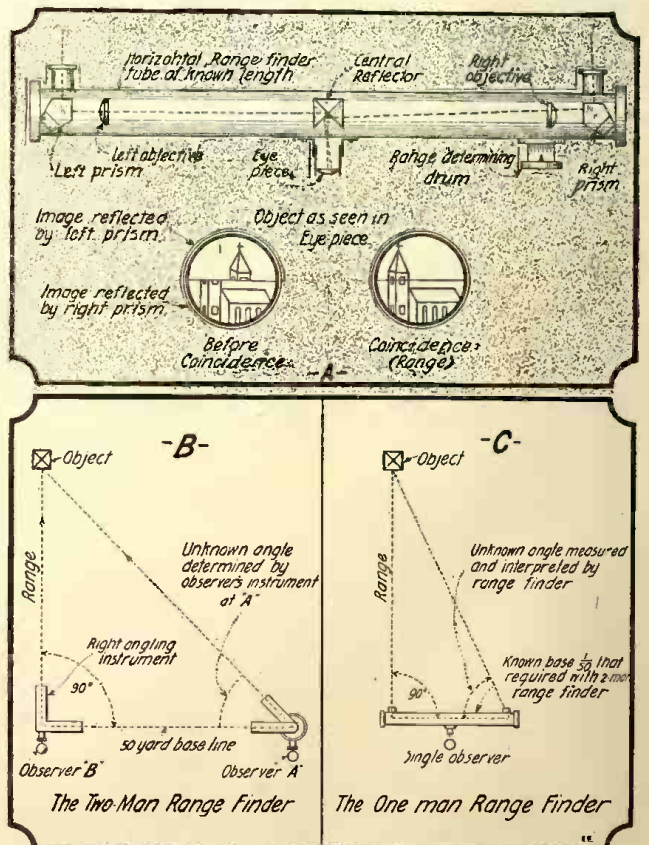 Horizontal Range finder
tube of known length
Central
Reflector
Right
objective
Left prism
left objective
Eye
piece
Range determining
drum
Right
prism
Image reflected
by left prism
Object as seen in
Eye-piece
Image reflected
by right prism
Before
Coincidence
Coincidence
(Range)
-A-
-B-
Object
Range
Unknown angle
determined by
observers instrument
at "A"
Right angling
instrument
90°
50 yard base line
Observer "B"
Observer "A"
The Two-Man Range Finder
-C-
Object
Range
Unknown angle measured
and interpreted by
range finder
Known base 1/50 that
required with 2-man
range finder
90°
Single observer
The One man Range Finder